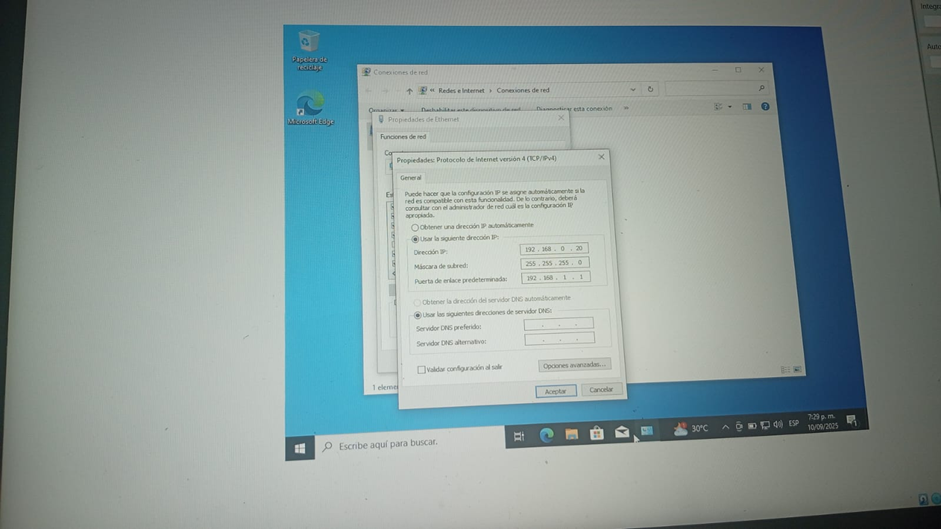 Integr
Auto
Papelera de
reciclaje
Microsoft Edge
Conexiones de red
Redes e Internet › Conexiones de red
Organizar
Deshabilitar este dispositivo de red
Diagnosticar esta conexión
»
Propiedades de Ethernet
Funciones de red
Co
Propiedades: Protocolo de Internet versión 4 (TCP/IPv4)
General
Puede hacer que la configuración IP se asigne automáticamente si la
red es compatible con esta funcionalidad. De lo contrario, deberá
consultar con el administrador de red cuál es la configuración IP
apropiada.
Obtener una dirección IP automáticamente
Usar la siguiente dirección IP:
Dirección IP:
192 . 168 . 0 . 20
Máscara de subred:
255 . 255 . 255 . 0
Puerta de enlace predeterminada:
192 . 168 . 1 . 1
Obtener la dirección del servidor DNS automáticamente
Usar las siguientes direcciones de servidor DNS:
Servidor DNS preferido:
Servidor DNS alternativo:
Validar configuración al salir
Opciones avanzadas...
Aceptar
Cancelar
1 eleme
Escribe aquí para buscar.
30°C
ESP
7:29 p. m.
10/09/2025